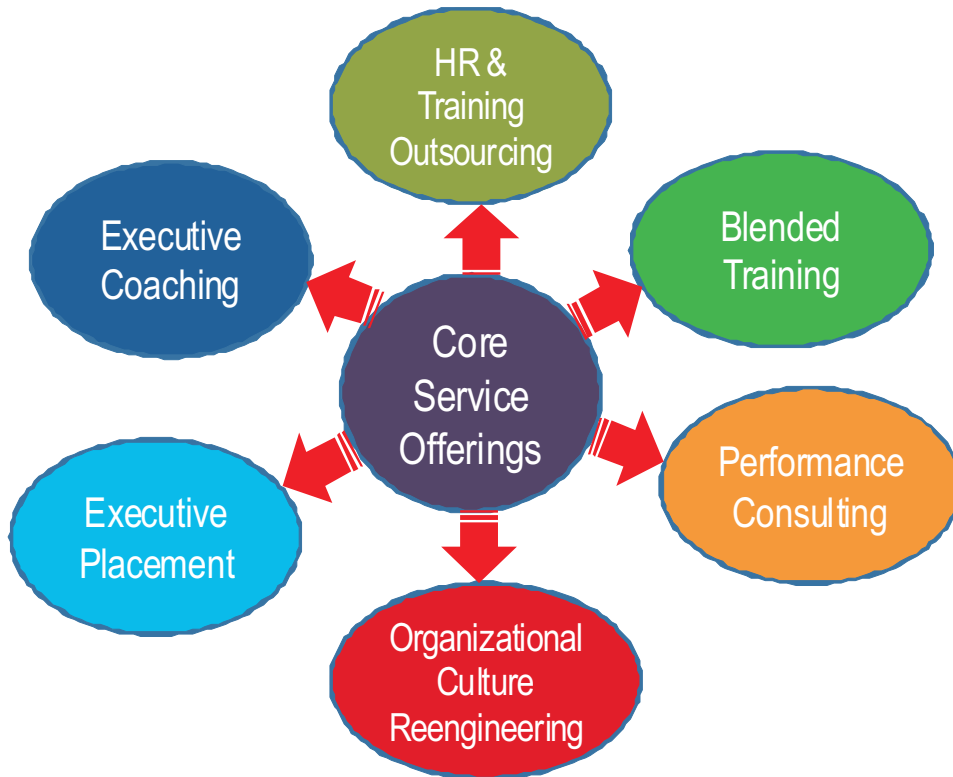 HR &
Training
Outsourcing
Blended
Training
Performance
Consulting
Organizational
Culture
Reengineering
Executive
Placement
Executive
Coaching
Core
Service
Offerings